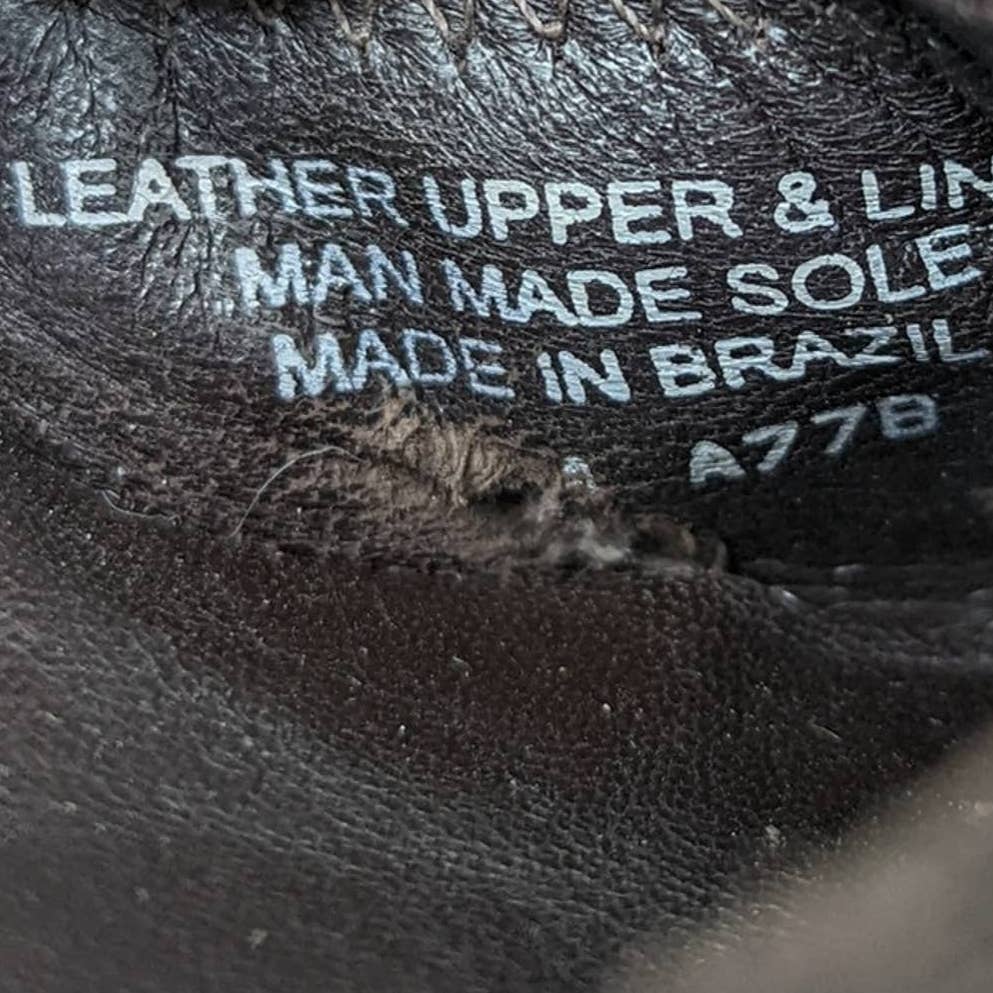 LEATHER UPPER & LIN
MAN MADE SOLE
MADE IN BRAZIL
A77B